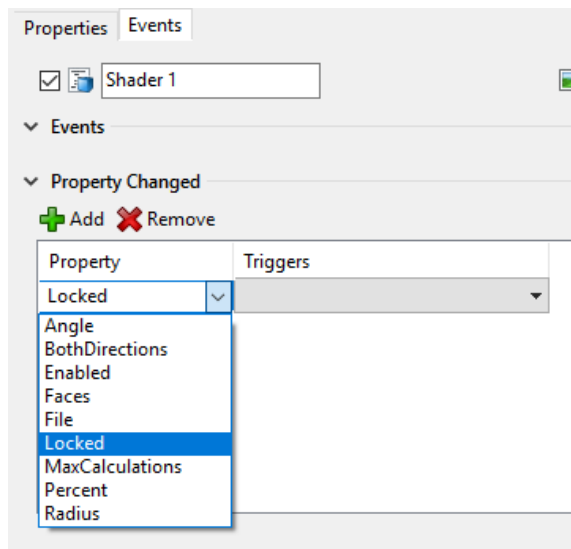 Properties Events
Shader 1
Events
Property Changed
Add Remove
Property Triggers
Locked
Angle
BothDirections
Enabled
Faces
File
Locked
MaxCalculations
Percent
Radius